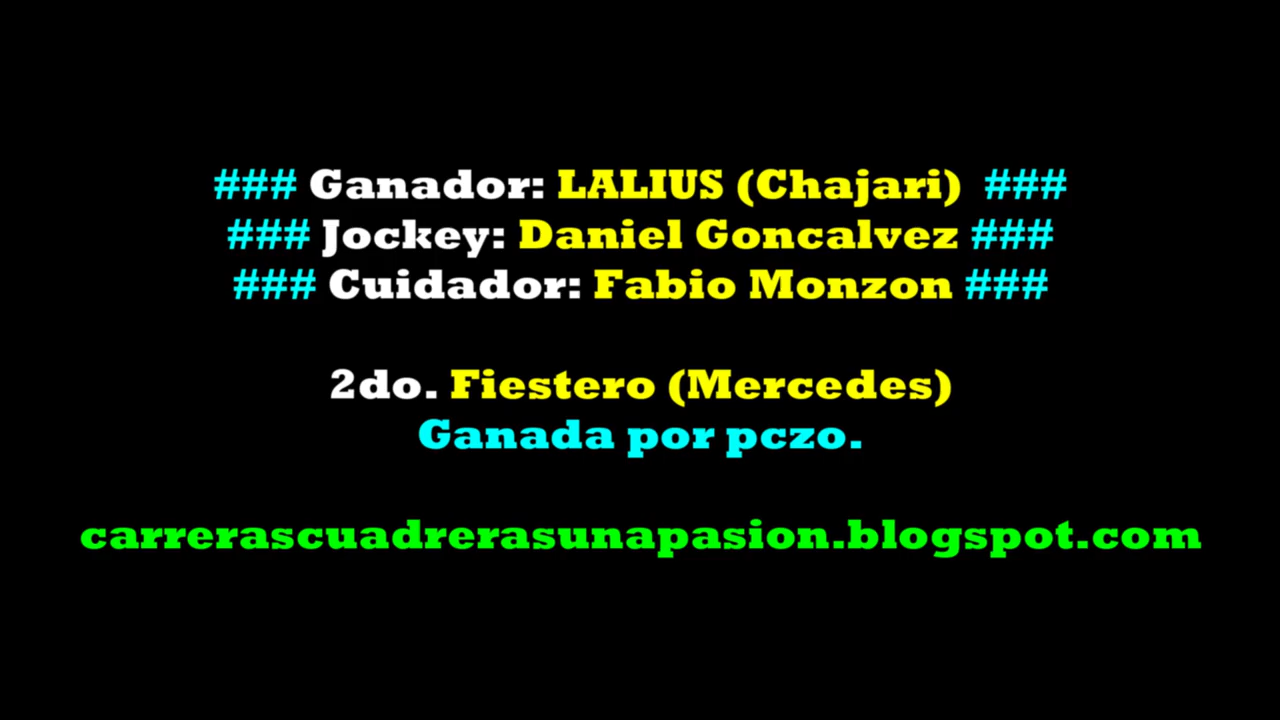 ### Ganador: LALIUS (Chajari) ###
### Jockey: Daniel Goncalvez ###
### Cuidador: Fabio Monzon ###
2do. Fiestero (Mercedes)
Ganada por pczo.
carrerascuadrerasunapasion.blogspot.com